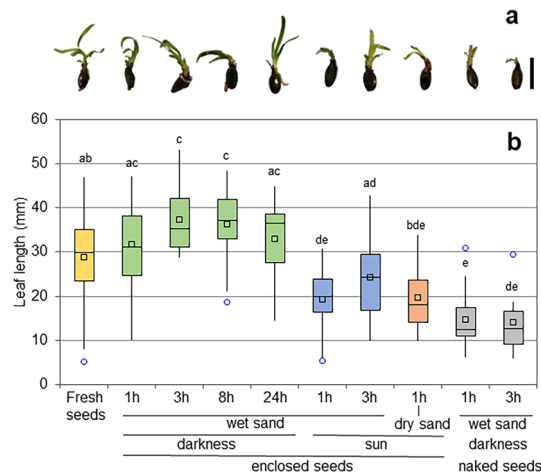 a
b
Leaf length (mm)
60
50
40
30
20
10
0
ab ac c c ac de ad bde e de
Fresh seeds 1h 3h 8h 24h 1h 3h 1h 1h 3h
wet sand dry sand wet sand
darkness sun darkness
enclosed seeds naked seeds